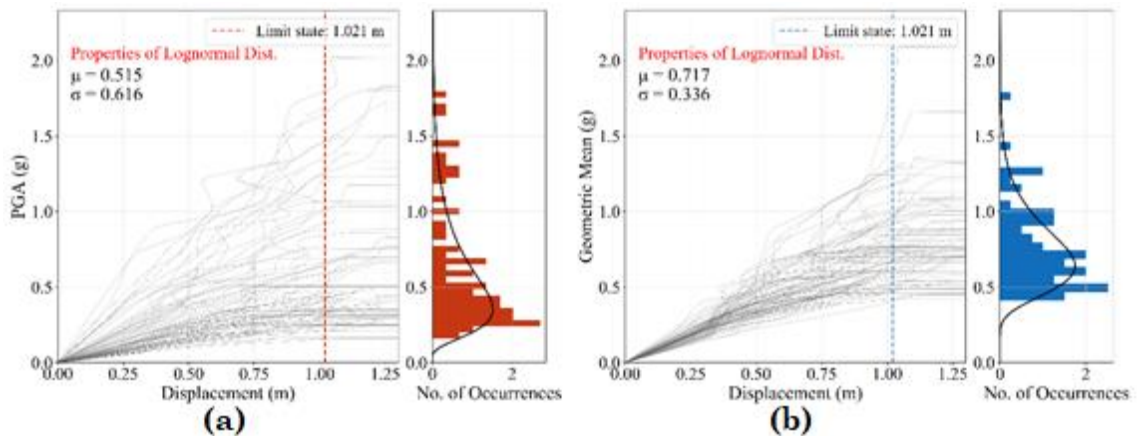 Limit state: 1.021 m
Properties of Lognormal Dist.
μ = 0.515
σ = 0.616
PGA (g)
2.0
1.5
1.0
0.5
0.0
0.00 0.25 0.50 0.75 1.00 1.25
Displacement (m)
0 2
No. of Occurrences
(a)
Limit state: 1.021 m
Properties of Lognormal Dist.
μ = 0.717
σ = 0.336
Geometric Mean (g)
2.0
1.5
1.0
0.5
0.0
0.00 0.25 0.50 0.75 1.00 1.25
Displacement (m)
0 2
No. of Occurrences
(b)